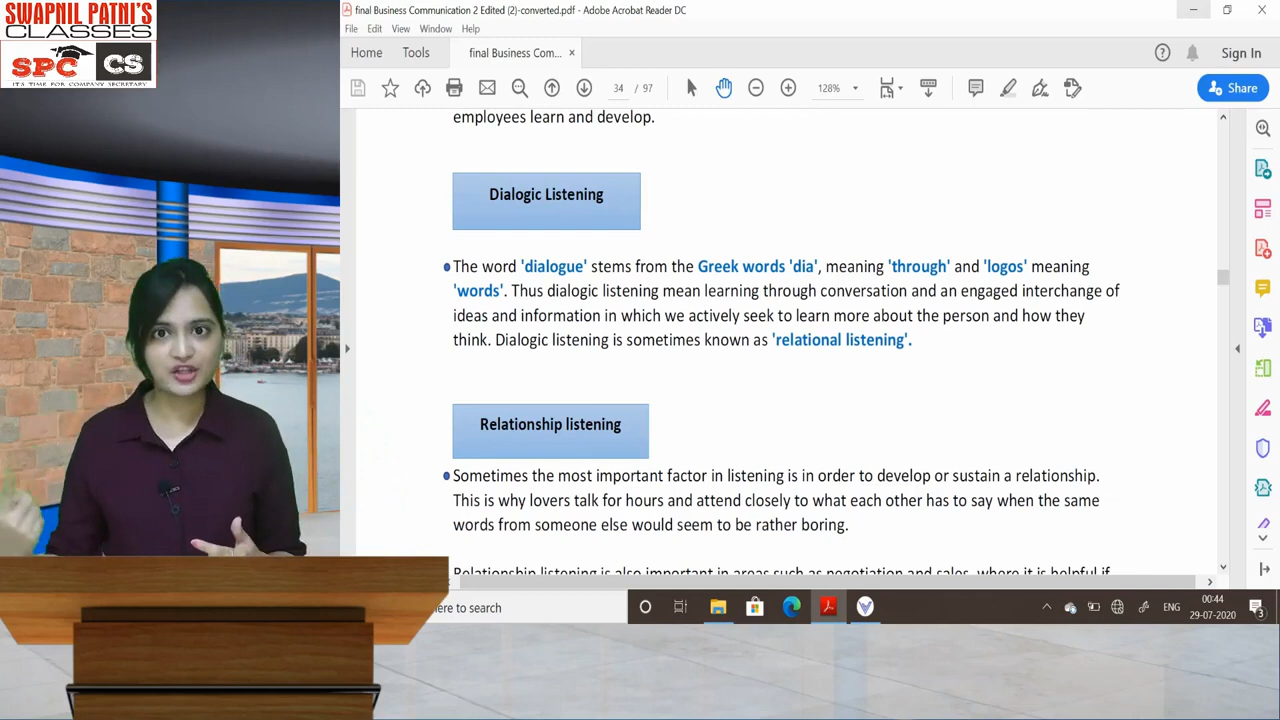 SWAPNIL PATNI'S
CLASSES
SPC CS
IT'S TIME FOR COMPANY SECRETARY
final Business Communication 2 Edited (2)-converted.pdf - Adobe Acrobat Reader DC
File Edit View Window Help
Home Tools final Business Com... × Sign In
34 / 97 128% Share
employees learn and develop.
Dialogic Listening
The word 'dialogue' stems from the Greek words 'dia', meaning 'through' and 'logos' meaning
'words'. Thus dialogic listening mean learning through conversation and an engaged interchange of
ideas and information in which we actively seek to learn more about the person and how they
think. Dialogic listening is sometimes known as 'relational listening'.
Relationship listening
Sometimes the most important factor in listening is in order to develop or sustain a relationship.
This is why lovers talk for hours and attend closely to what each other has to say when the same
words from someone else would seem to be rather boring.
Relationship listening is also important in areas such as negotiation and sales, where it is helpful if
ere to search
ENG
00:44
29-07-2020
3